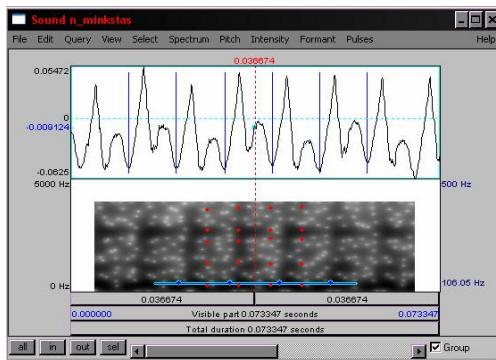 Sound n_minkstas
File Edit Query View Select Spectrum Pitch Intensity Formant Pulses Help
0.036674
0.05472
0
-0.009124
-0.0625
5000 Hz 500 Hz
0 Hz 106.05 Hz
0.036674 0.036674
0.000000 Visible part 0.073347 seconds 0.073347
Total duration 0.073347 seconds
all in out sel Group